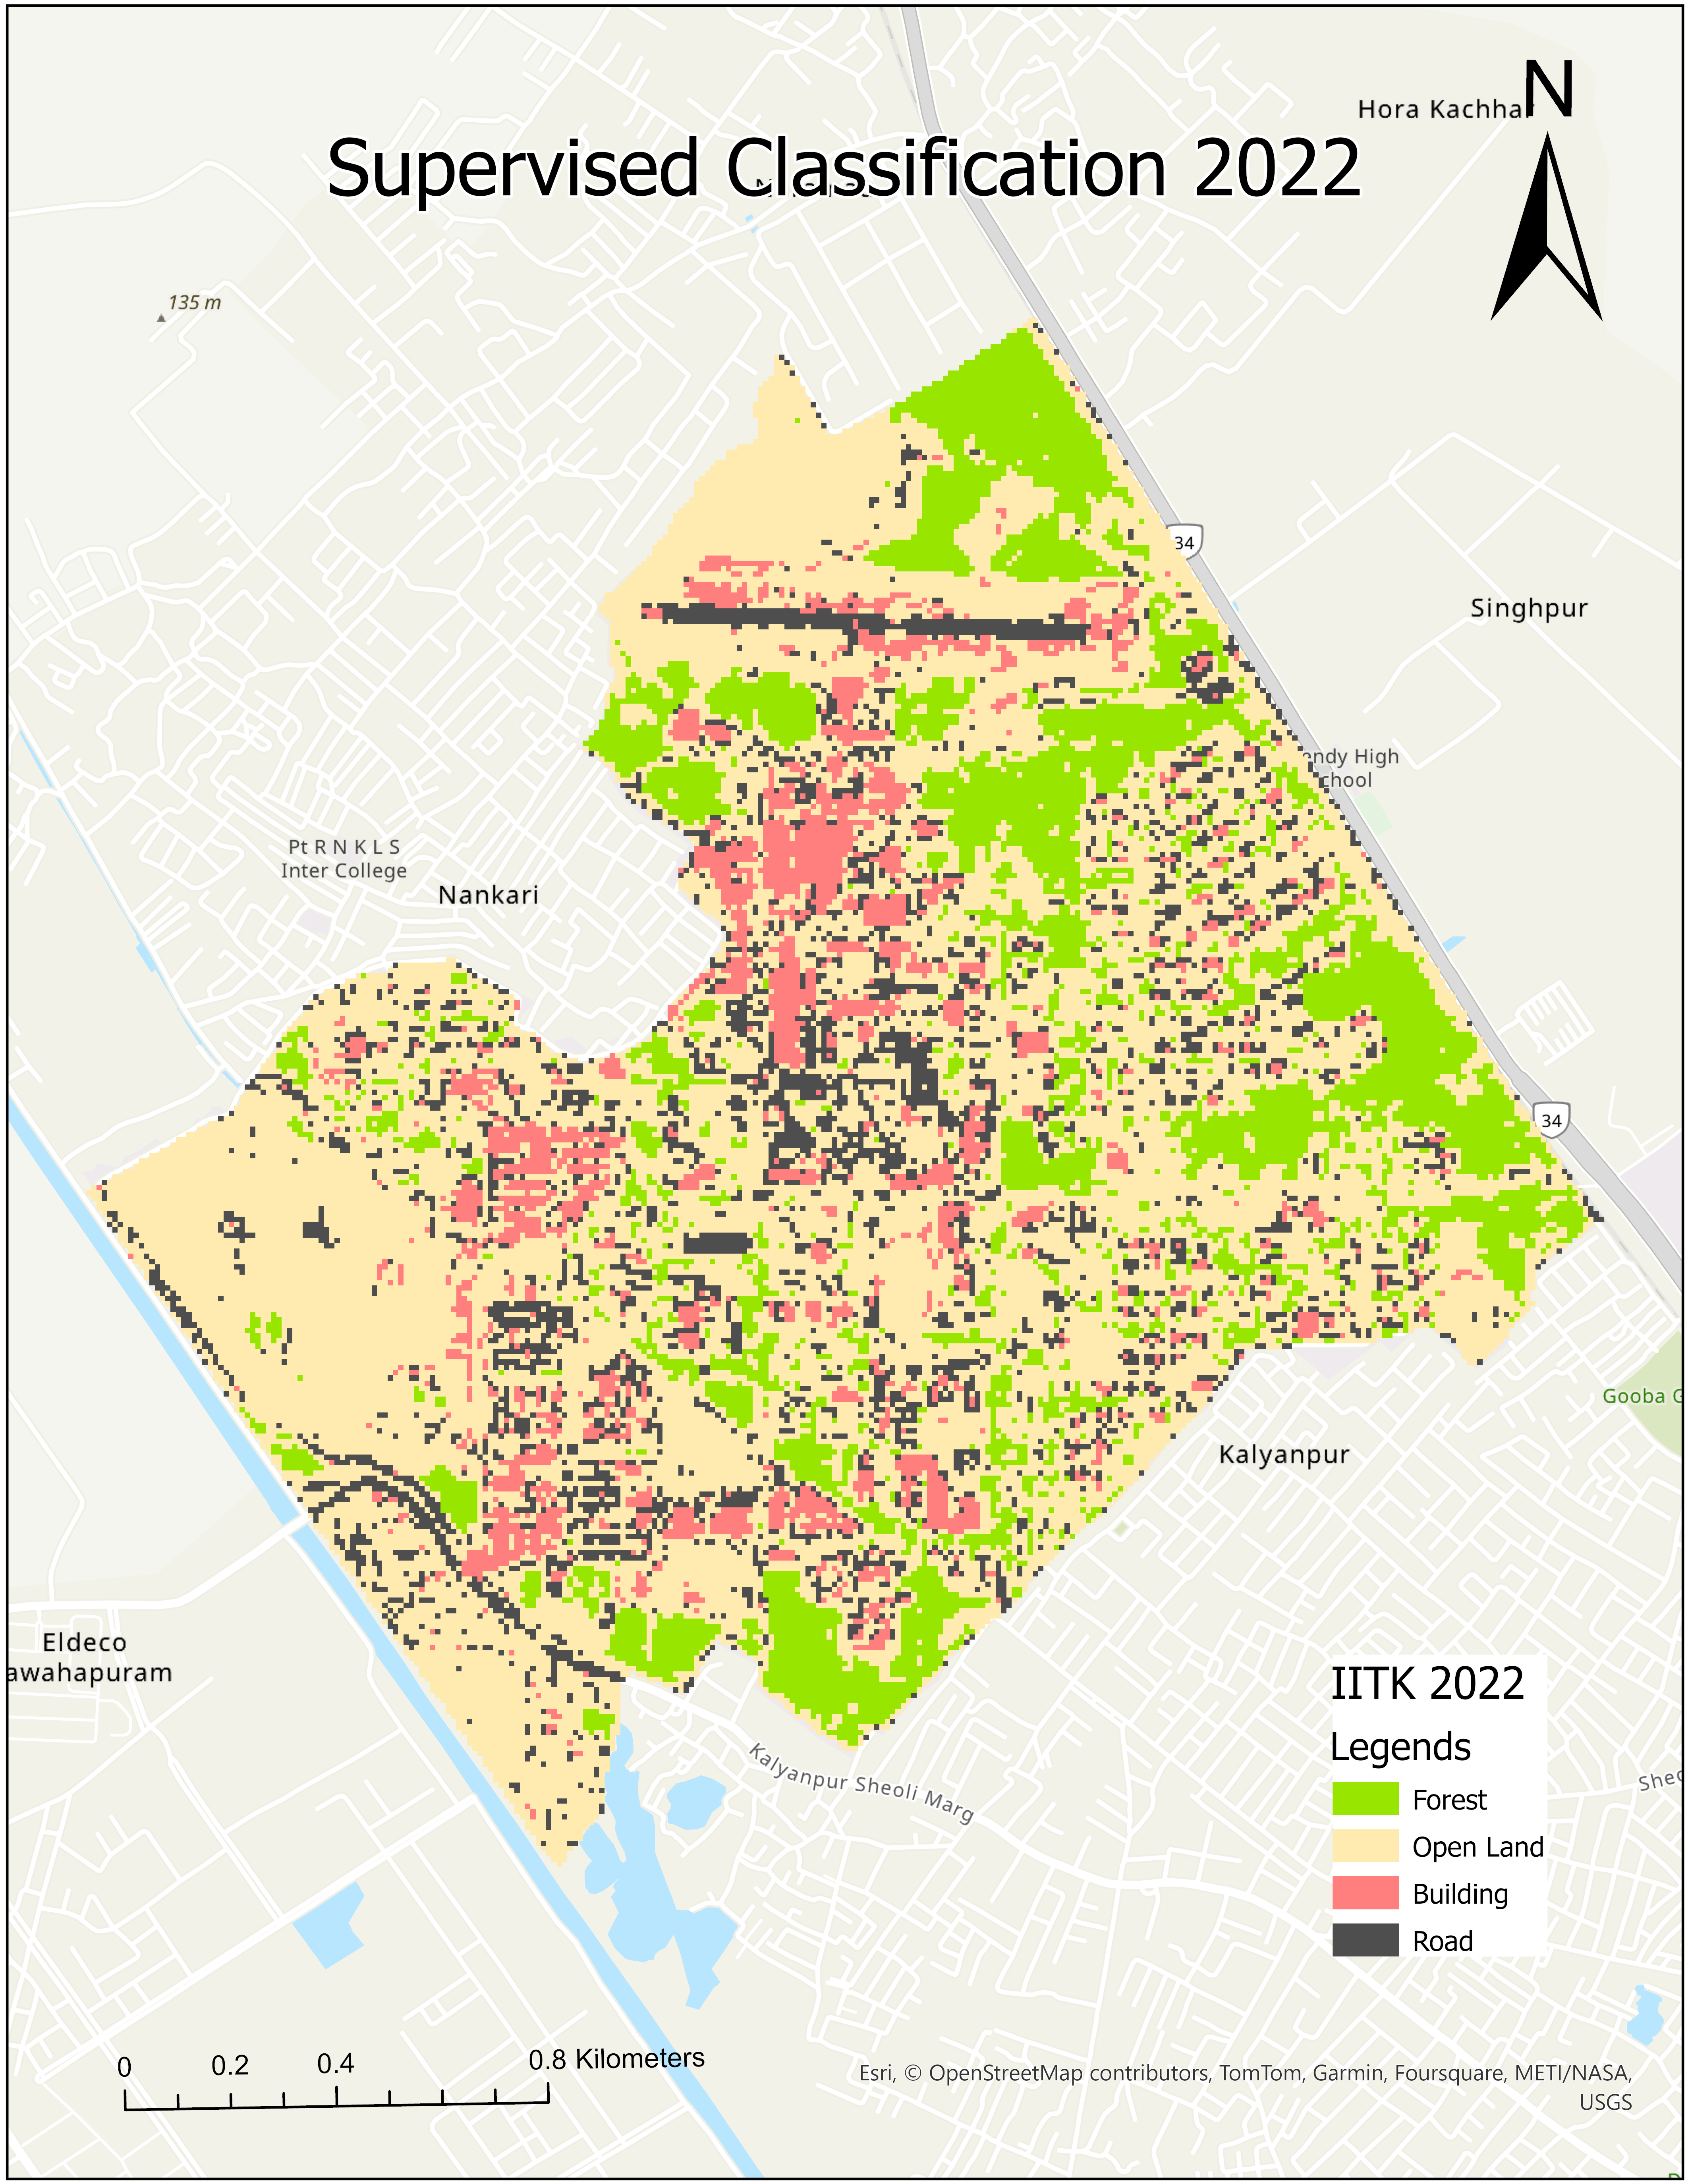 Hora Kachhar
N
Supervised Classification 2022
135 m
34
Singhpur
endy High
chool
Pt R N K L S
Inter College
Nankari
34
Gooba G
Kalyanpur
Eldeco
awahapuram
IITK 2022
Legends
Forest
Open Land
Building
Road
Kalyanpur Sheoli Marg
Sheo
0 0.2 0.4 0.8 Kilometers
Esri, © OpenStreetMap contributors, TomTom, Garmin, Foursquare, METI/NASA,
USGS